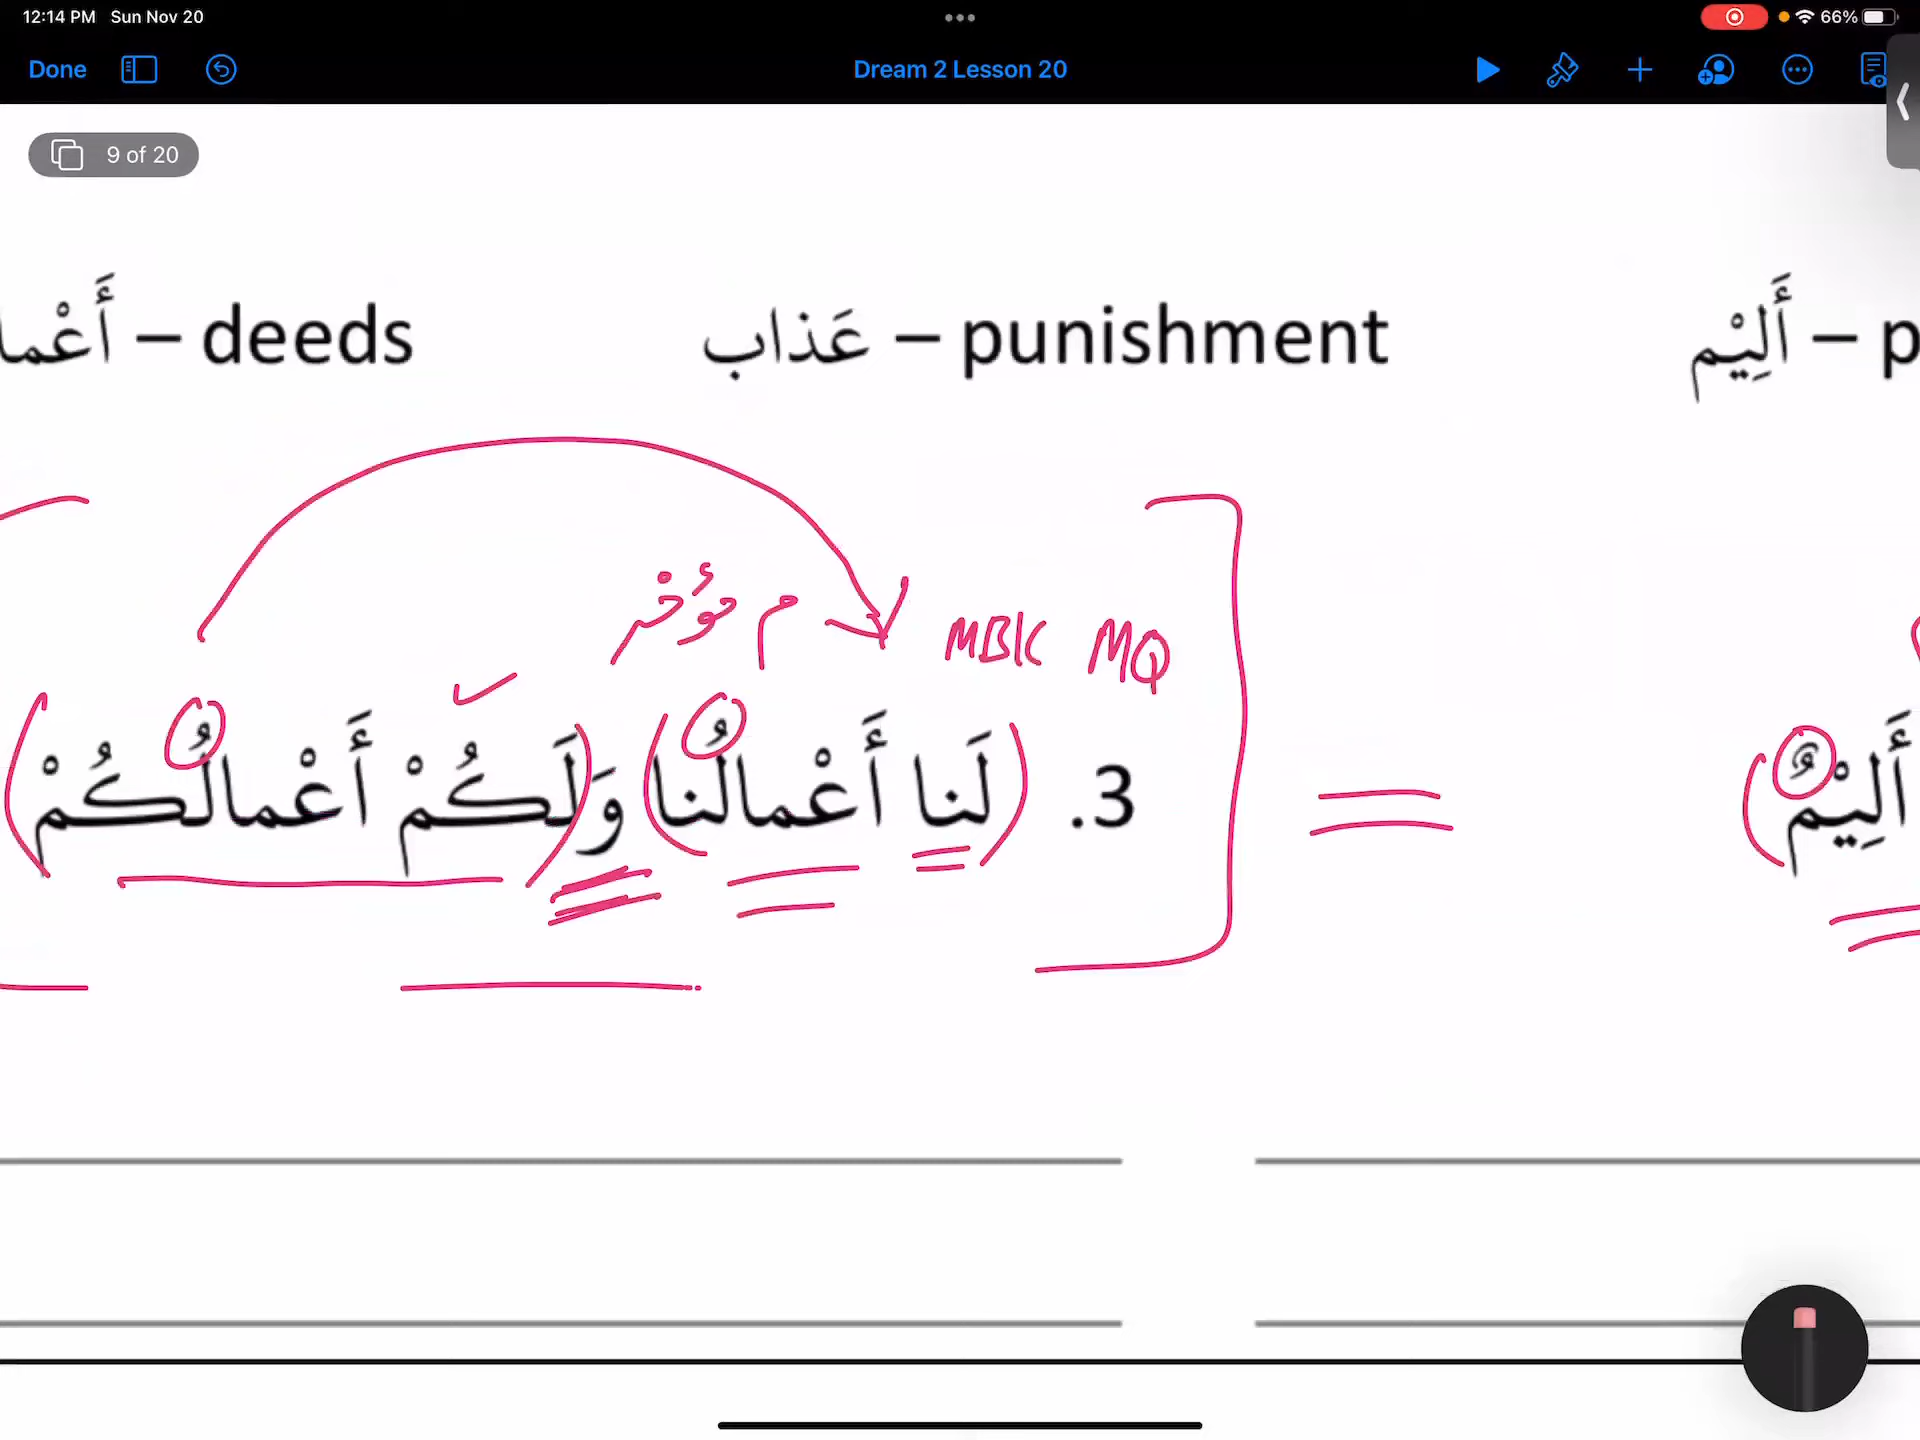 12:14 PM Sun Nov 20
66%
Done
Dream 2 Lesson 20
9 of 20
– deeds
عَذاب – punishment
أَلِيْم –
م مؤخر
MBK MQ
3. لَنا أَعْمالُنا وَلَكُمْ أَعْمالُكُمْ
أَلِيْمٌ